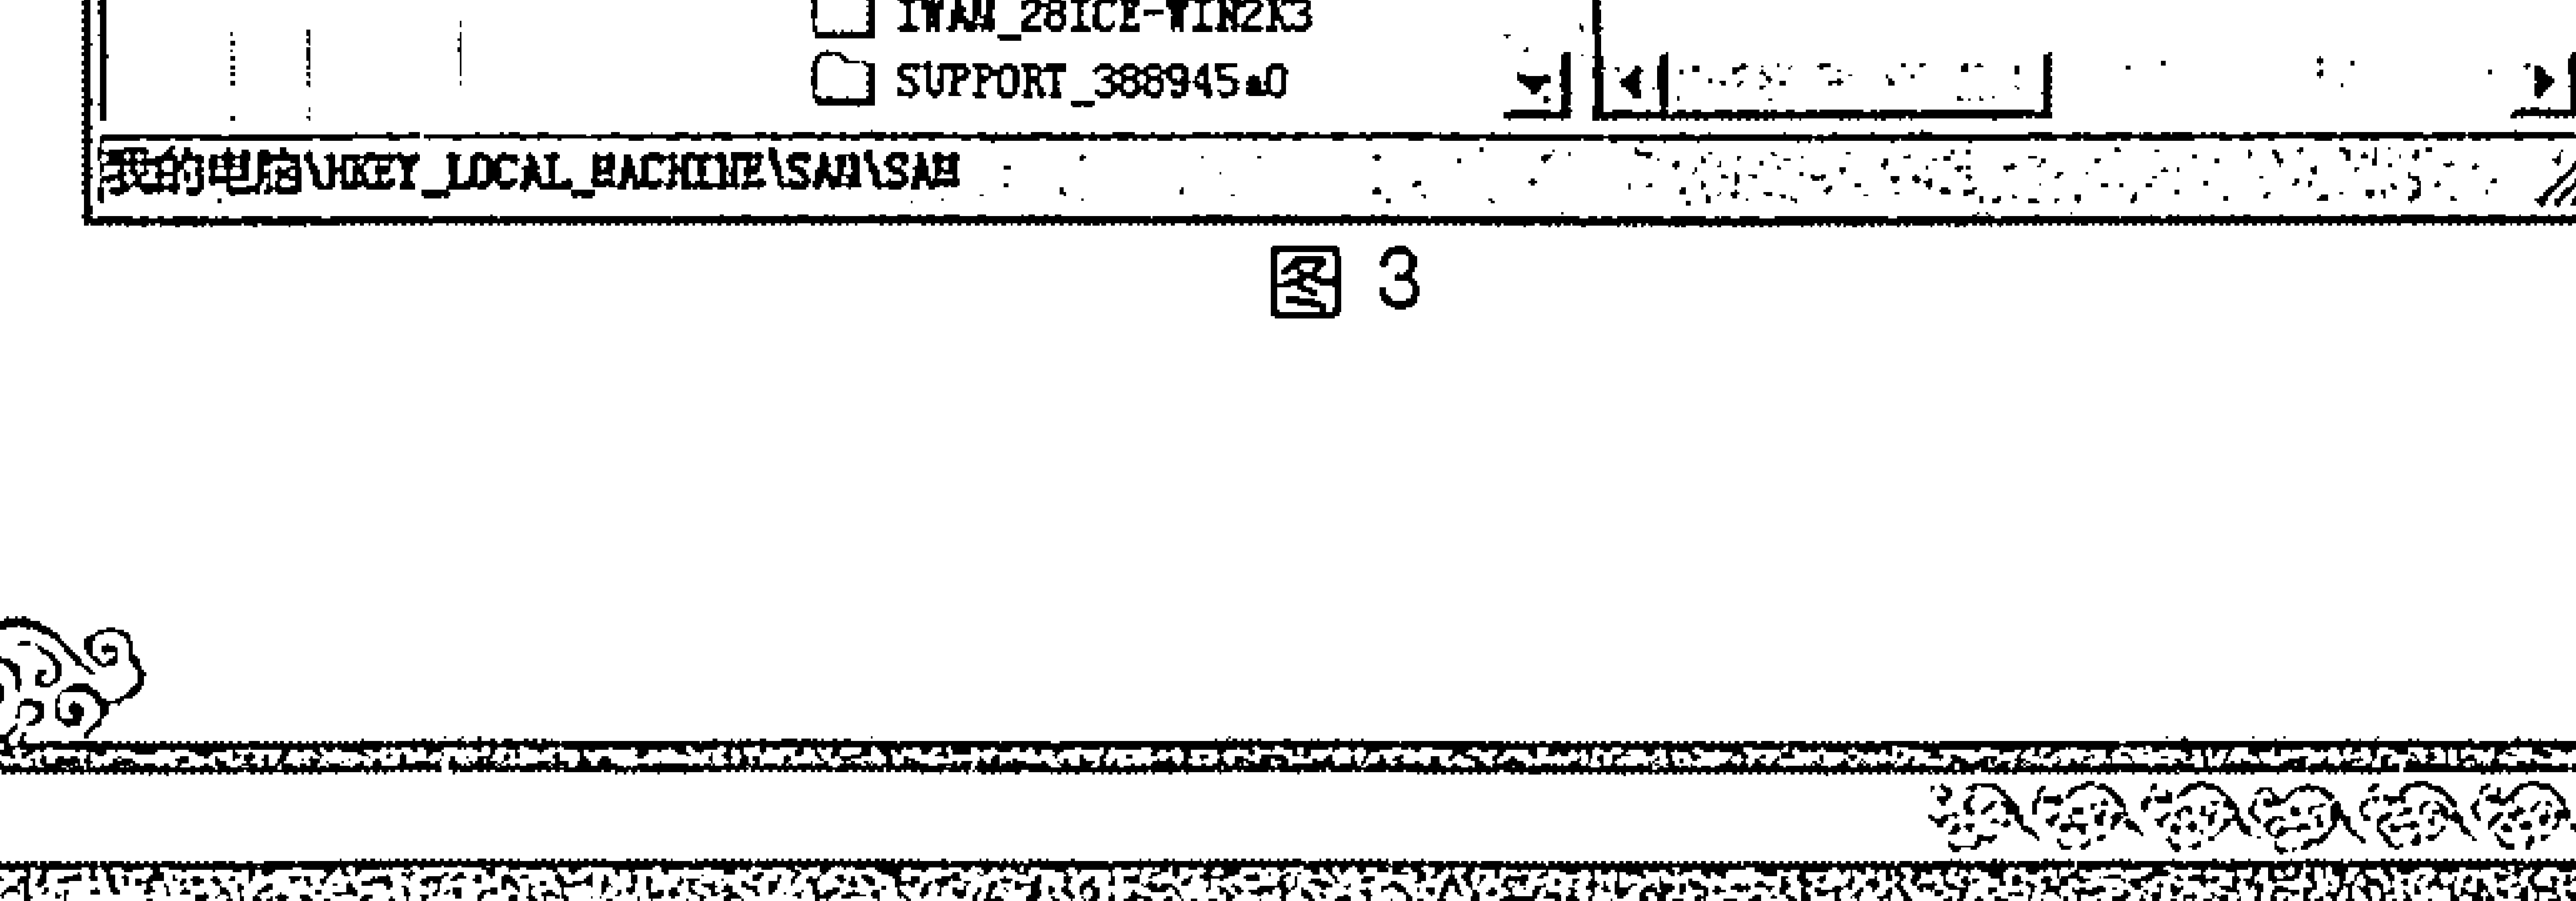 IWAM_28ICE-WIN2K3
SUPPORT_388945a0
我的电脑\HKEY_LOCAL_MACHINE\SAM\SAM
图 3